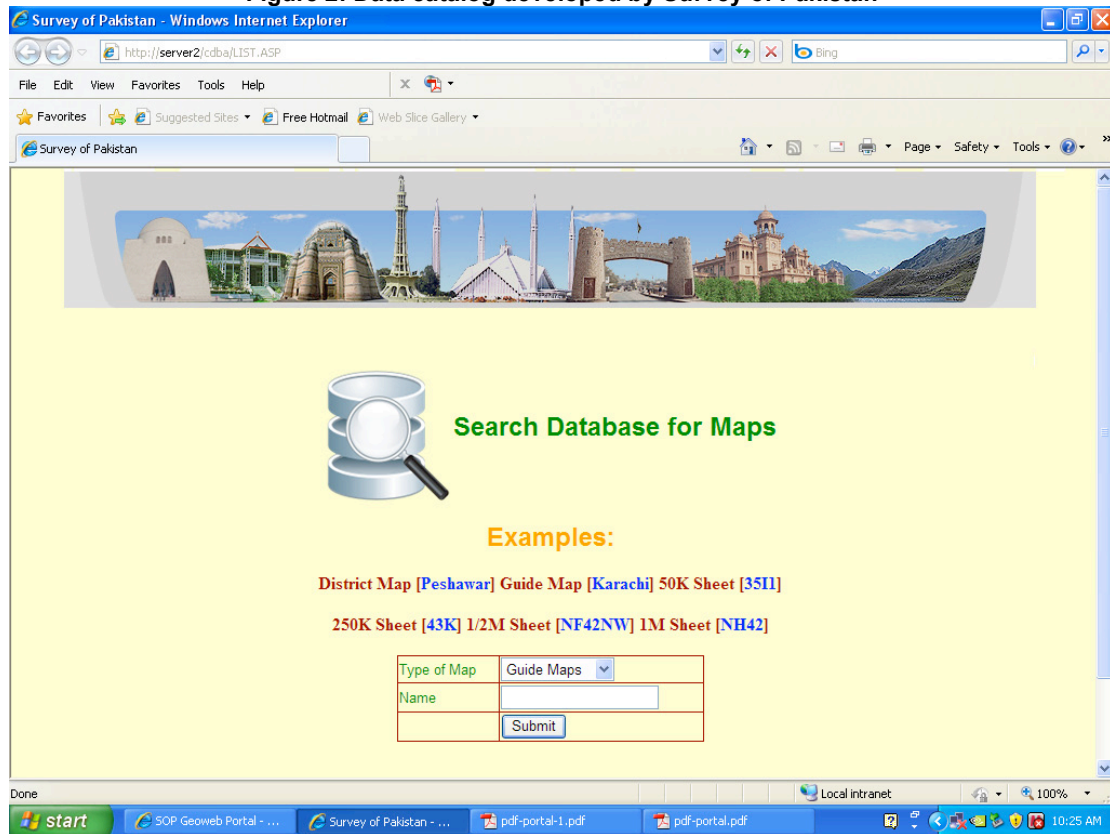 Figure 2: Data catalog developed by Survey of Pakistan
Survey of Pakistan - Windows Internet Explorer
http://server2/cdba/LIST.ASP
Bing
File Edit View Favorites Tools Help
x
Favorites Suggested Sites Free Hotmail Web Slice Gallery
Survey of Pakistan
Page Safety Tools
Search Database for Maps
Examples:
District Map [Peshawar] Guide Map [Karachi] 50K Sheet [35I1]
250K Sheet [43K] 1/2M Sheet [NF42NW] 1M Sheet [NH42]
Type of Map Guide Maps
Name
Submit
Done Local intranet 100%
start SOP Geoweb Portal - ... Survey of Pakistan - ... pdf-portal-1.pdf pdf-portal.pdf 10:25 AM